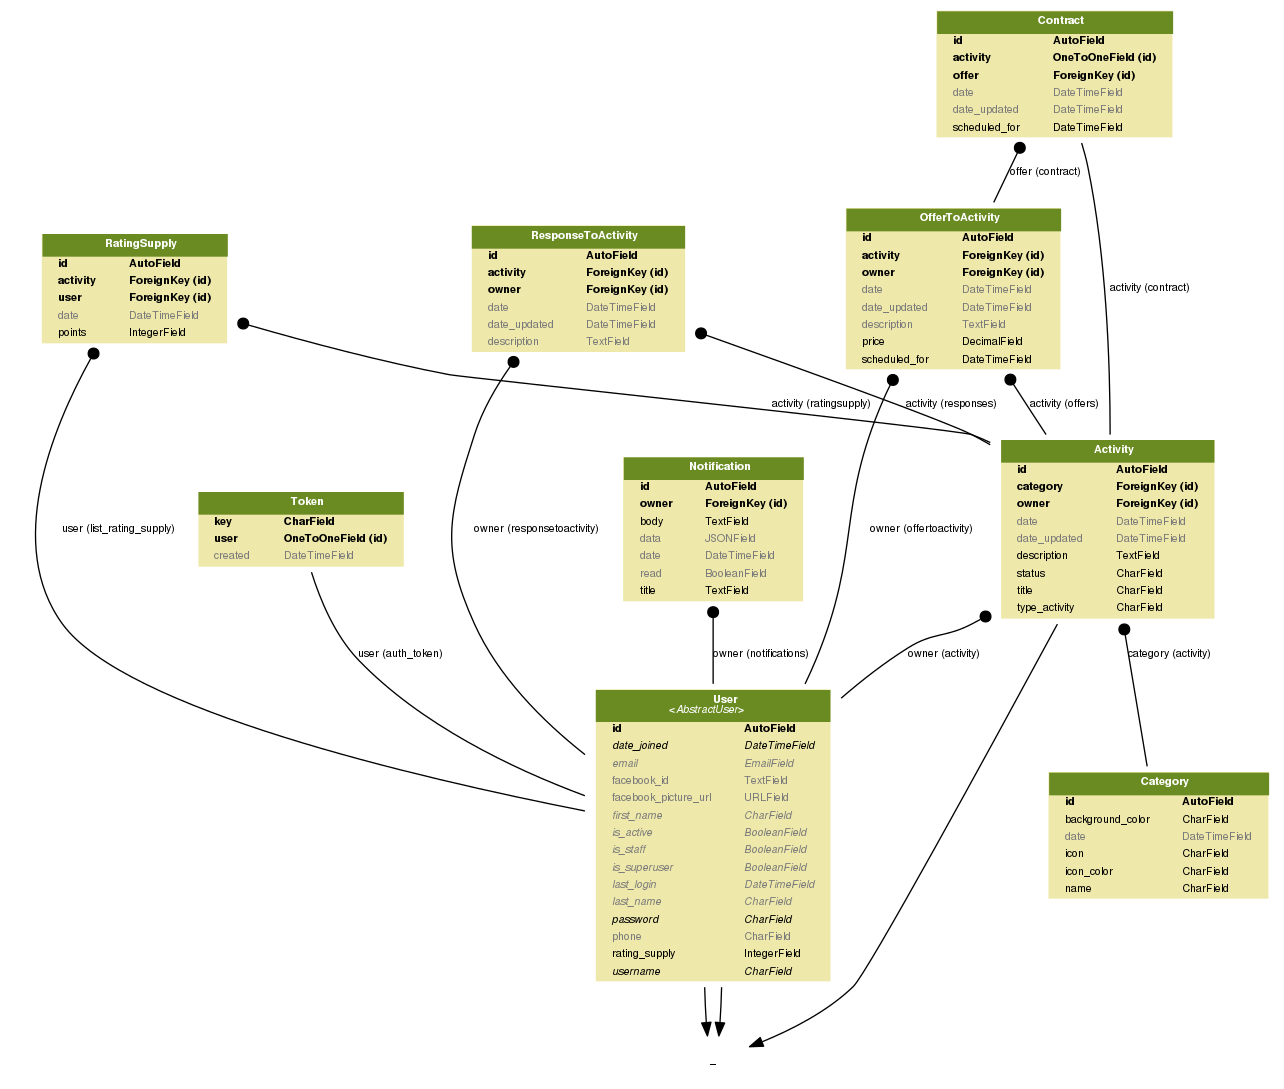 Contract
id AutoField
activity OneToOneField (id)
offer ForeignKey (id)
date DateTimeField
date_updated DateTimeField
scheduled_for DateTimeField
offer (contract)
OfferToActivity
id AutoField
activity ForeignKey (id)
owner ForeignKey (id)
date DateTimeField
date_updated DateTimeField
description TextField
price DecimalField
scheduled_for DateTimeField
ResponseToActivity
id AutoField
activity ForeignKey (id)
owner ForeignKey (id)
date DateTimeField
date_updated DateTimeField
description TextField
RatingSupply
id AutoField
activity ForeignKey (id)
user ForeignKey (id)
date DateTimeField
points IntegerField
activity (contract)
activity (ratingsupply)
activity (responses)
activity (offers)
Activity
id AutoField
category ForeignKey (id)
owner ForeignKey (id)
date DateTimeField
date_updated DateTimeField
description TextField
status CharField
title CharField
type_activity CharField
Notification
id AutoField
owner ForeignKey (id)
body TextField
data JSONField
date DateTimeField
read BooleanField
title TextField
Token
key CharField
user OneToOneField (id)
created DateTimeField
user (list_rating_supply)
owner (responsetoactivity)
owner (offertoactivity)
user (auth_token)
owner (notifications)
owner (activity)
category (activity)
User
<AbstractUser>
id AutoField
date_joined DateTimeField
email EmailField
facebook_id TextField
facebook_picture_url URLField
first_name CharField
is_active BooleanField
is_staff BooleanField
is_superuser BooleanField
last_login DateTimeField
last_name CharField
password CharField
phone CharField
rating_supply IntegerField
username CharField
Category
id AutoField
background_color CharField
date DateTimeField
icon CharField
icon_color CharField
name CharField
_